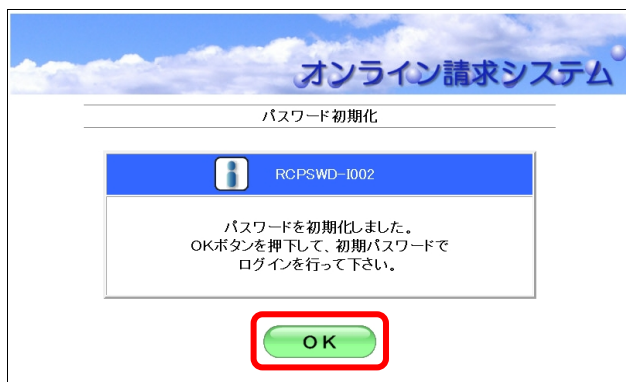 オンライン請求システム
パスワード初期化
RCPSWD-I002
パスワードを初期化しました。
OKボタンを押下して、初期パスワードで
ログインを行って下さい。
OK